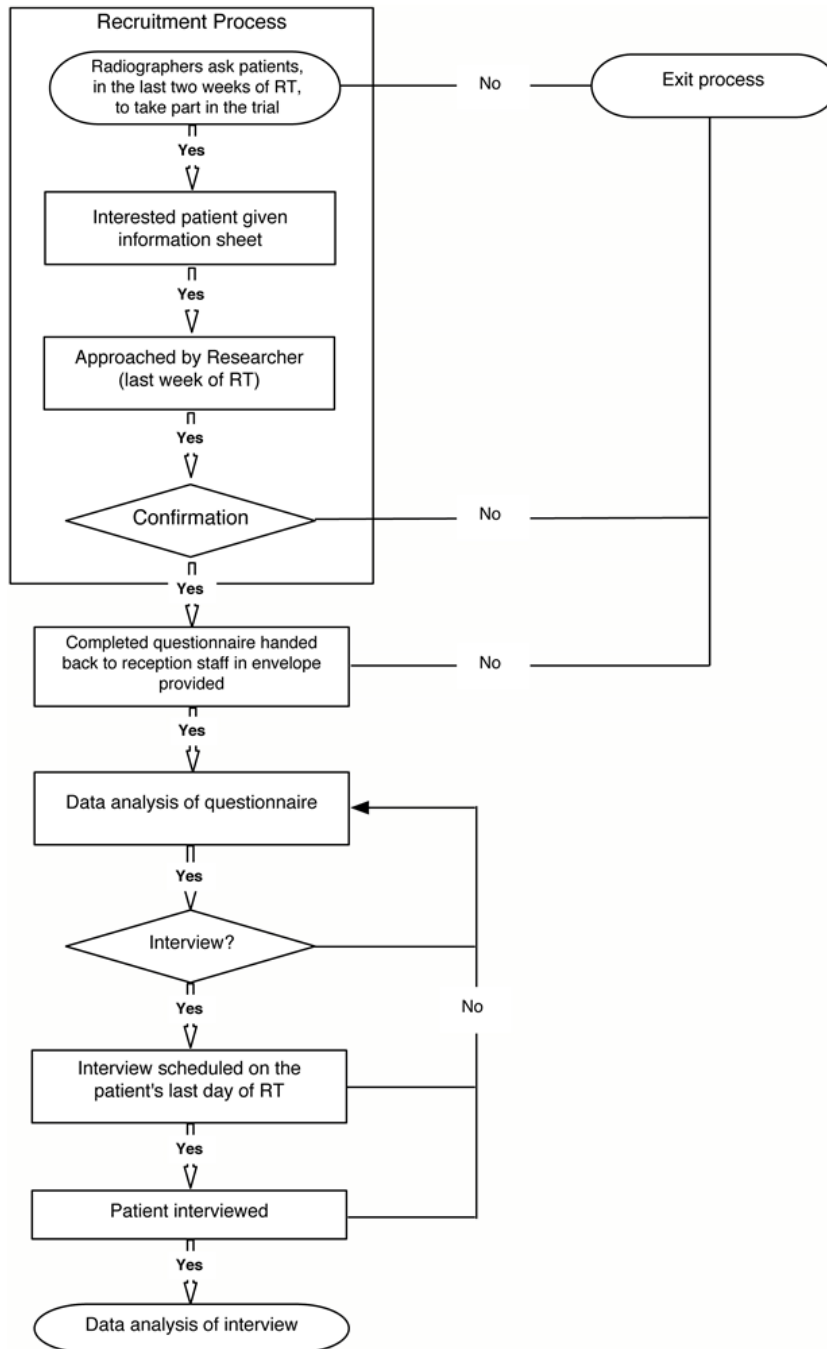 Recruitment Process
Radiographers ask patients,
in the last two weeks of RT,
to take part in the trial
No
Exit process
Yes
Interested patient given
information sheet
Yes
Approached by Researcher
(last week of RT)
Yes
Confirmation
No
Yes
Completed questionnaire handed
back to reception staff in envelope
provided
No
Yes
Data analysis of questionnaire
Yes
Interview?
No
Yes
Interview scheduled on the
patient's last day of RT
Yes
Patient interviewed
Yes
Data analysis of interview